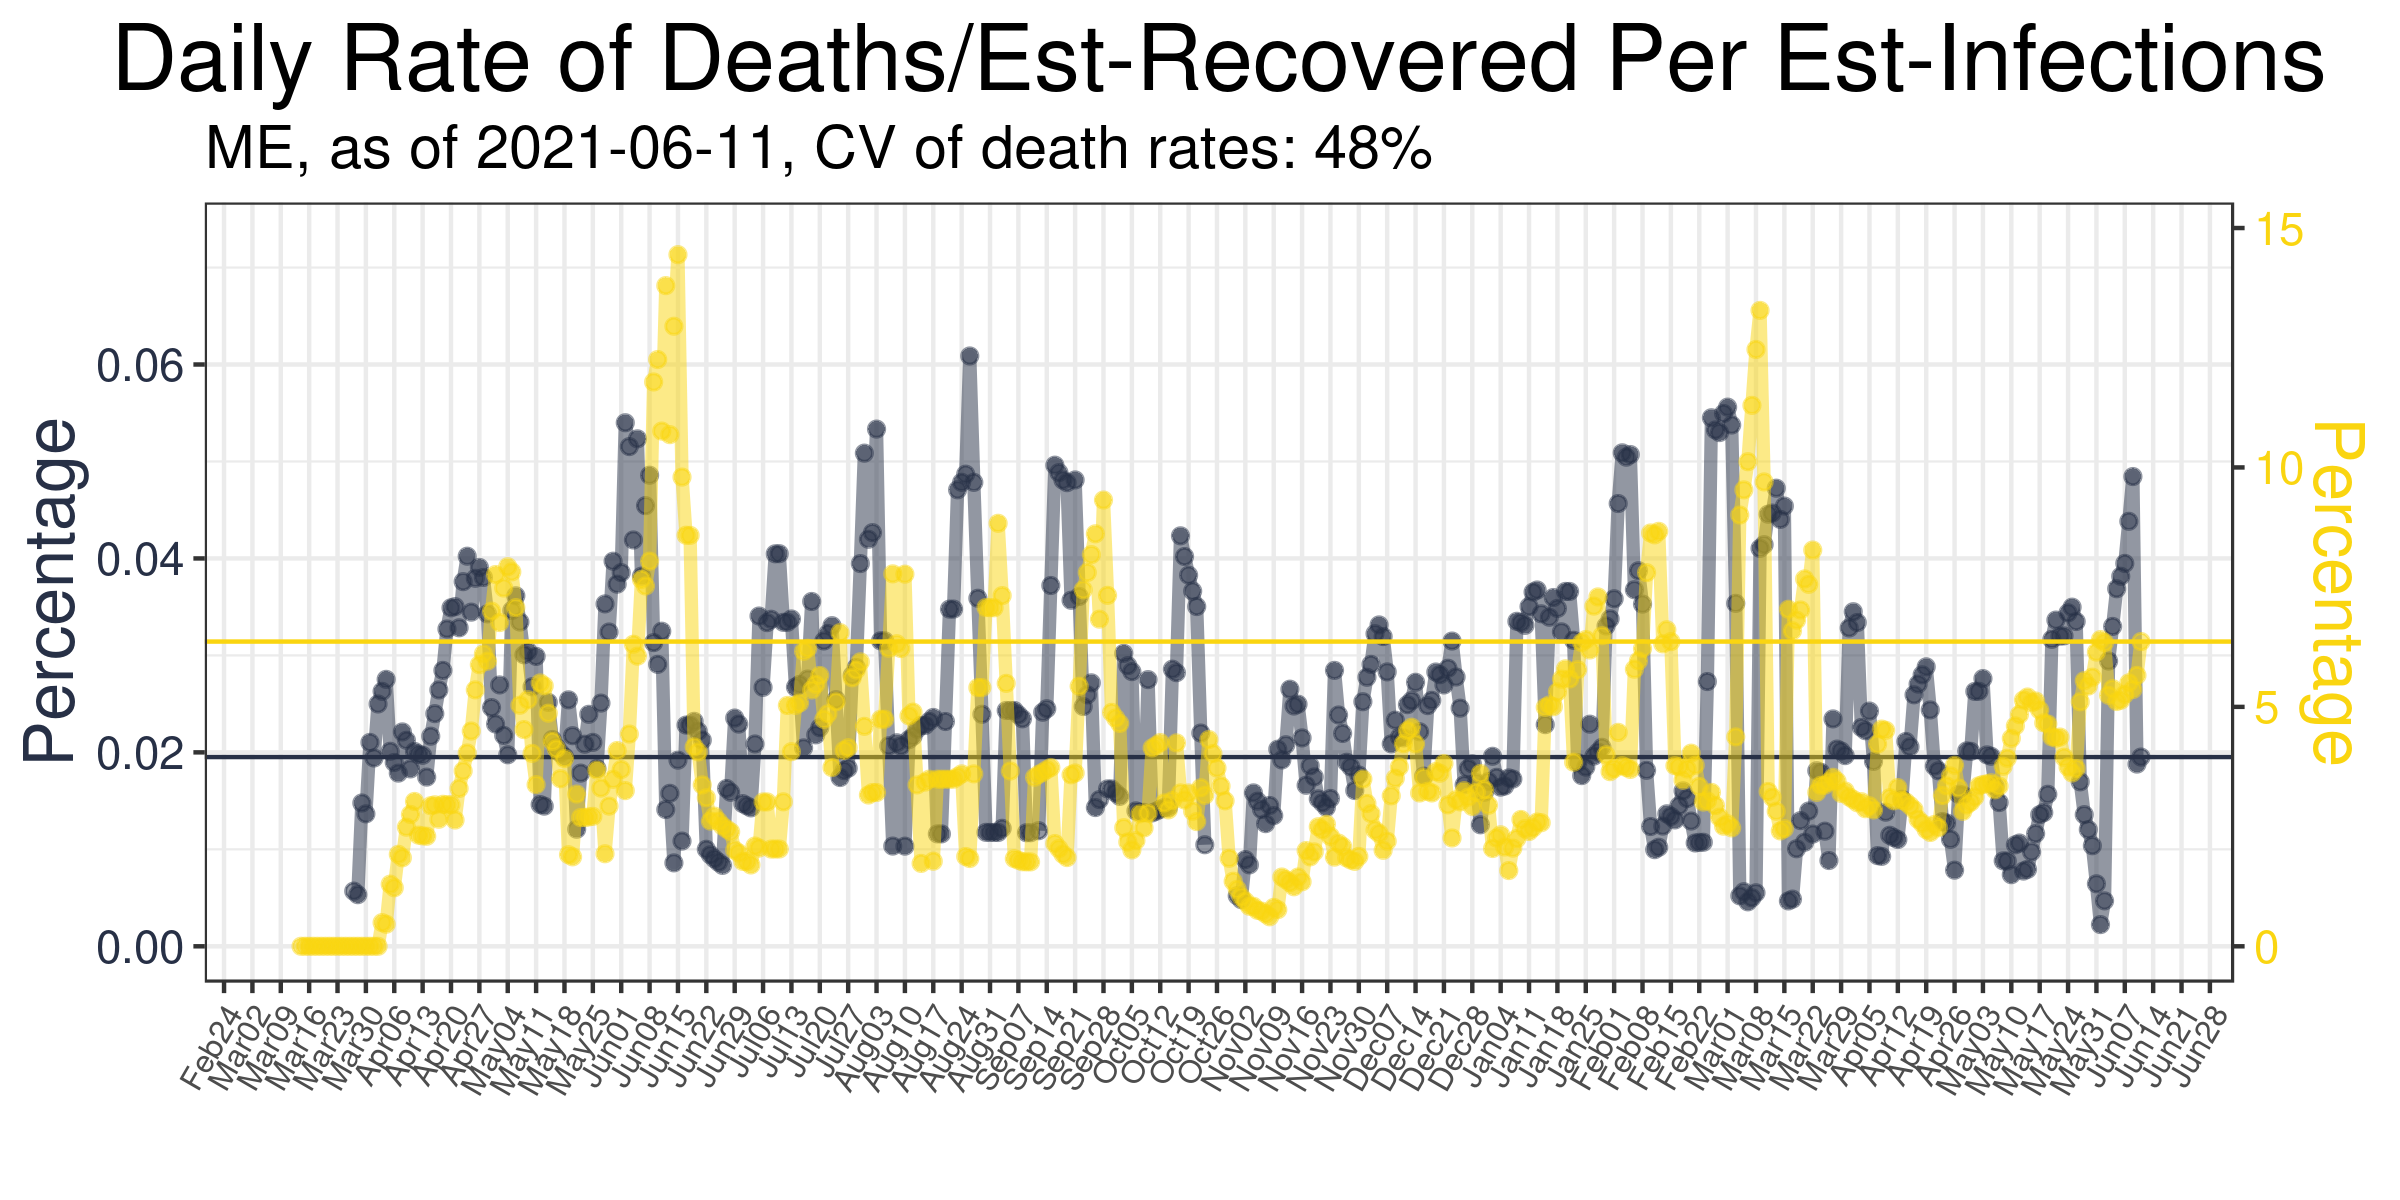 Daily Rate of Deaths/Est-Recovered Per Est-Infections
ME, as of 2021-06-11, CV of death rates: 48%
Percentage
0.06
0.04
0.02
0.00
15
10
5
0
Percentage
Feb24
Mar02
Mar09
Mar16
Mar23
Mar30
Apr06
Apr13
Apr20
Apr27
May04
May11
May18
May25
Jun01
Jun08
Jun15
Jun22
Jun29
Jul06
Jul13
Jul20
Jul27
Aug03
Aug10
Aug17
Aug24
Aug31
Sep07
Sep14
Sep21
Sep28
Oct05
Oct12
Oct19
Oct26
Nov02
Nov09
Nov16
Nov23
Nov30
Dec07
Dec14
Dec21
Dec28
Jan04
Jan11
Jan18
Jan25
Feb01
Feb08
Feb15
Feb22
Mar01
Mar08
Mar15
Mar22
Mar29
Apr05
Apr12
Apr19
Apr26
May03
May10
May17
May24
May31
Jun07
Jun14
Jun21
Jun28